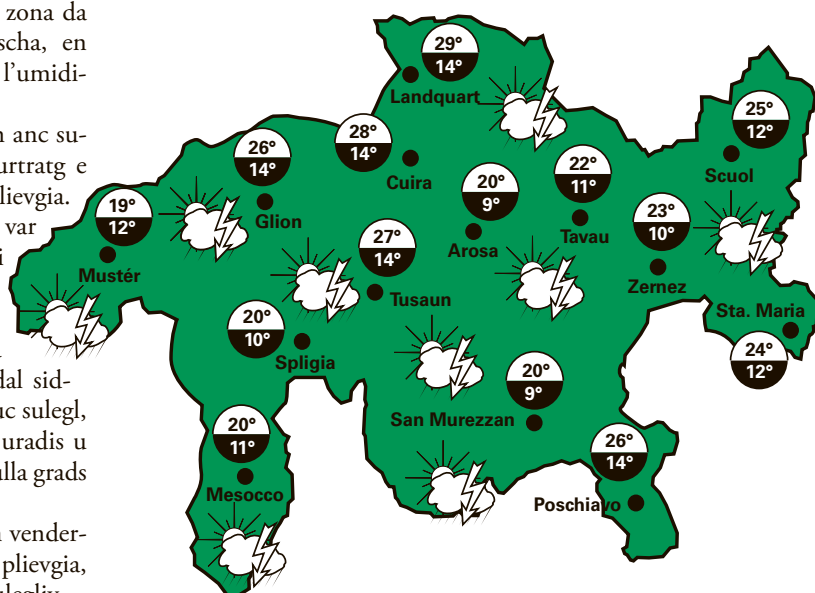 zona da
scha, en
l'umidi-
anc su-
urtratg e
lievgia.
var
i
dal sid-
uc sulegl,
uradis u
ulla grads
vender-
plievgia,
29°
14°
Landquart
28°
14°
Cuira
26°
14°
Glion
19°
12°
Mustér
20°
9°
Arosa
22°
11°
Tavau
25°
12°
Scuol
23°
10°
Zernez
27°
14°
Tusaun
Sta. Maria
24°
12°
20°
10°
Spligia
20°
9°
San Murezzan
20°
11°
Mesocco
26°
14°
Poschiavo